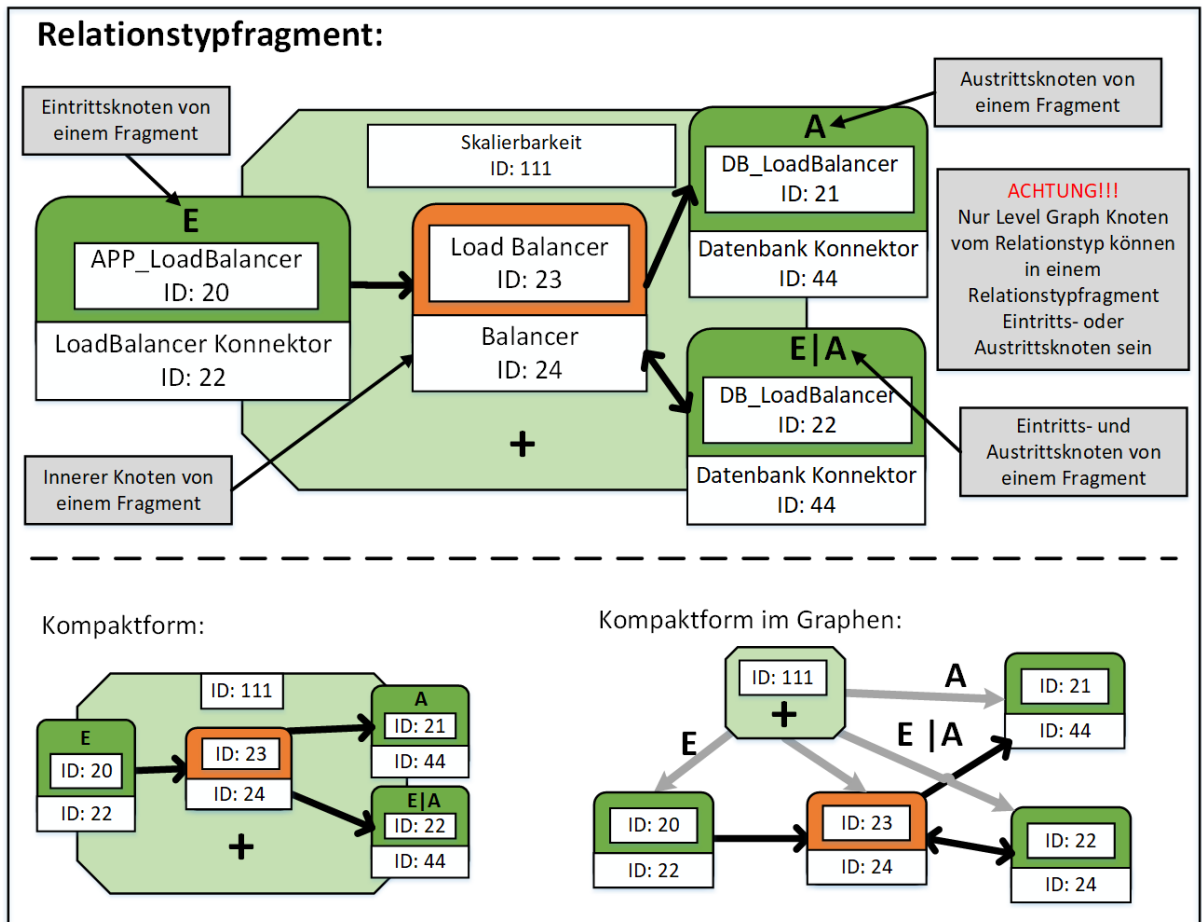 Relationstypfragment:
Eintrittsknoten von
einem Fragment
Austrittsknoten von
einem Fragment
Skalierbarkeit
ID: 111
E
APP_LoadBalancer
ID: 20
LoadBalancer Konnektor
ID: 22
Load Balancer
ID: 23
Balancer
ID: 24
A
DB_LoadBalancer
ID: 21
Datenbank Konnektor
ID: 44
E|A
DB_LoadBalancer
ID: 22
Datenbank Konnektor
ID: 44
+
ACHTUNG!!!
Nur Level Graph Knoten
vom Relationstyp können
in einem
Relationstypfragment
Eintritts- oder
Austrittsknoten sein
Innerer Knoten von
einem Fragment
Eintritts- und
Austrittsknoten von
einem Fragment
Kompaktform:
ID: 111
E
ID: 20
ID: 22
ID: 23
ID: 24
A
ID: 21
ID: 44
E|A
ID: 22
ID: 44
+
Kompaktform im Graphen:
ID: 111
+
A
E
E |A
ID: 21
ID: 44
ID: 20
ID: 22
ID: 23
ID: 24
ID: 22
ID: 24